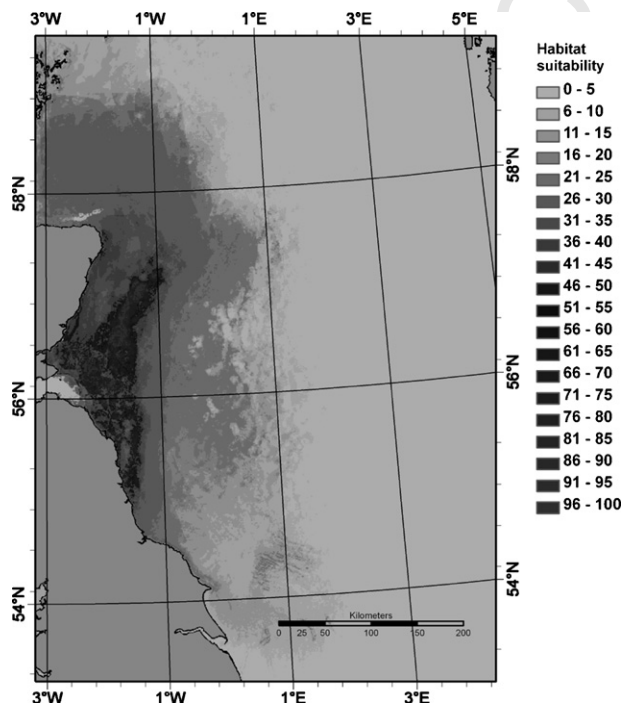 3°W 1°W 1°E 3°E 5°E
Habitat
suitability
0 - 5
6 - 10
11 - 15
16 - 20
21 - 25
26 - 30
31 - 35
36 - 40
41 - 45
46 - 50
51 - 55
56 - 60
61 - 65
66 - 70
71 - 75
76 - 80
81 - 85
86 - 90
91 - 95
96 - 100
58°N 58°N
56°N 56°N
54°N 54°N
Kilometers
0 25 50 100 150 200
3°W 1°W 1°E 3°E